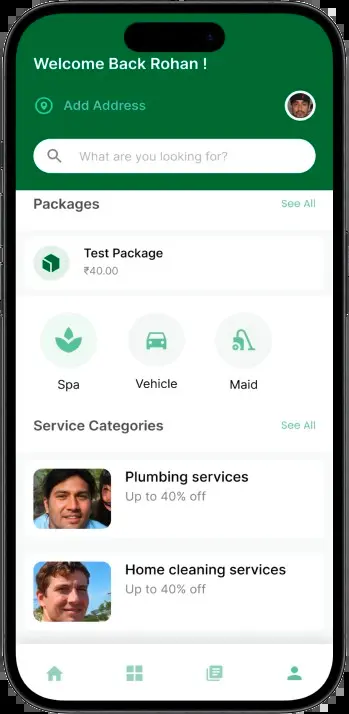 Welcome Back Rohan !
Add Address
What are you looking for?
Packages See All
Test Package
₹40.00
Spa Vehicle Maid
Service Categories See All
Plumbing services
Up to 40% off
Home cleaning services
Up to 40% off